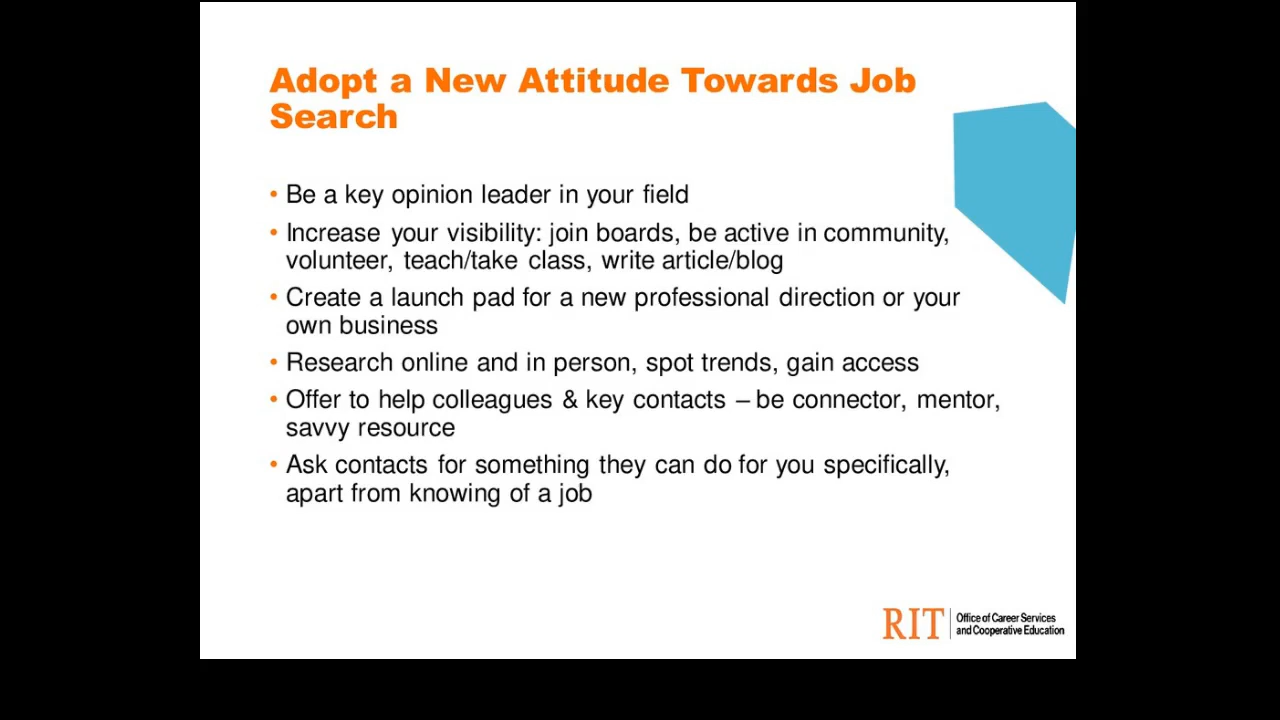 Adopt a New Attitude Towards Job
Search
• Be a key opinion leader in your field
• Increase your visibility: join boards, be active in community,
volunteer, teach/take class, write article/blog
• Create a launch pad for a new professional direction or your
own business
• Research online and in person, spot trends, gain access
• Offer to help colleagues & key contacts – be connector, mentor,
savvy resource
• Ask contacts for something they can do for you specifically,
apart from knowing of a job
RIT
Office of Career Services
and Cooperative Education